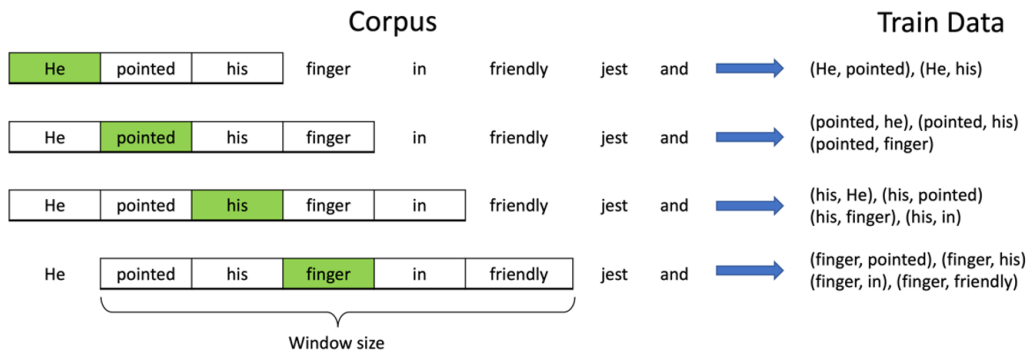 Corpus Train Data
He pointed his finger in friendly jest and (He, pointed), (He, his)
He pointed his finger in friendly jest and (pointed, he), (pointed, his)
(pointed, finger)
He pointed his finger in friendly jest and (his, He), (his, pointed)
(his, finger), (his, in)
He pointed his finger in friendly jest and (finger, pointed), (finger, his)
(finger, in), (finger, friendly)
Window size